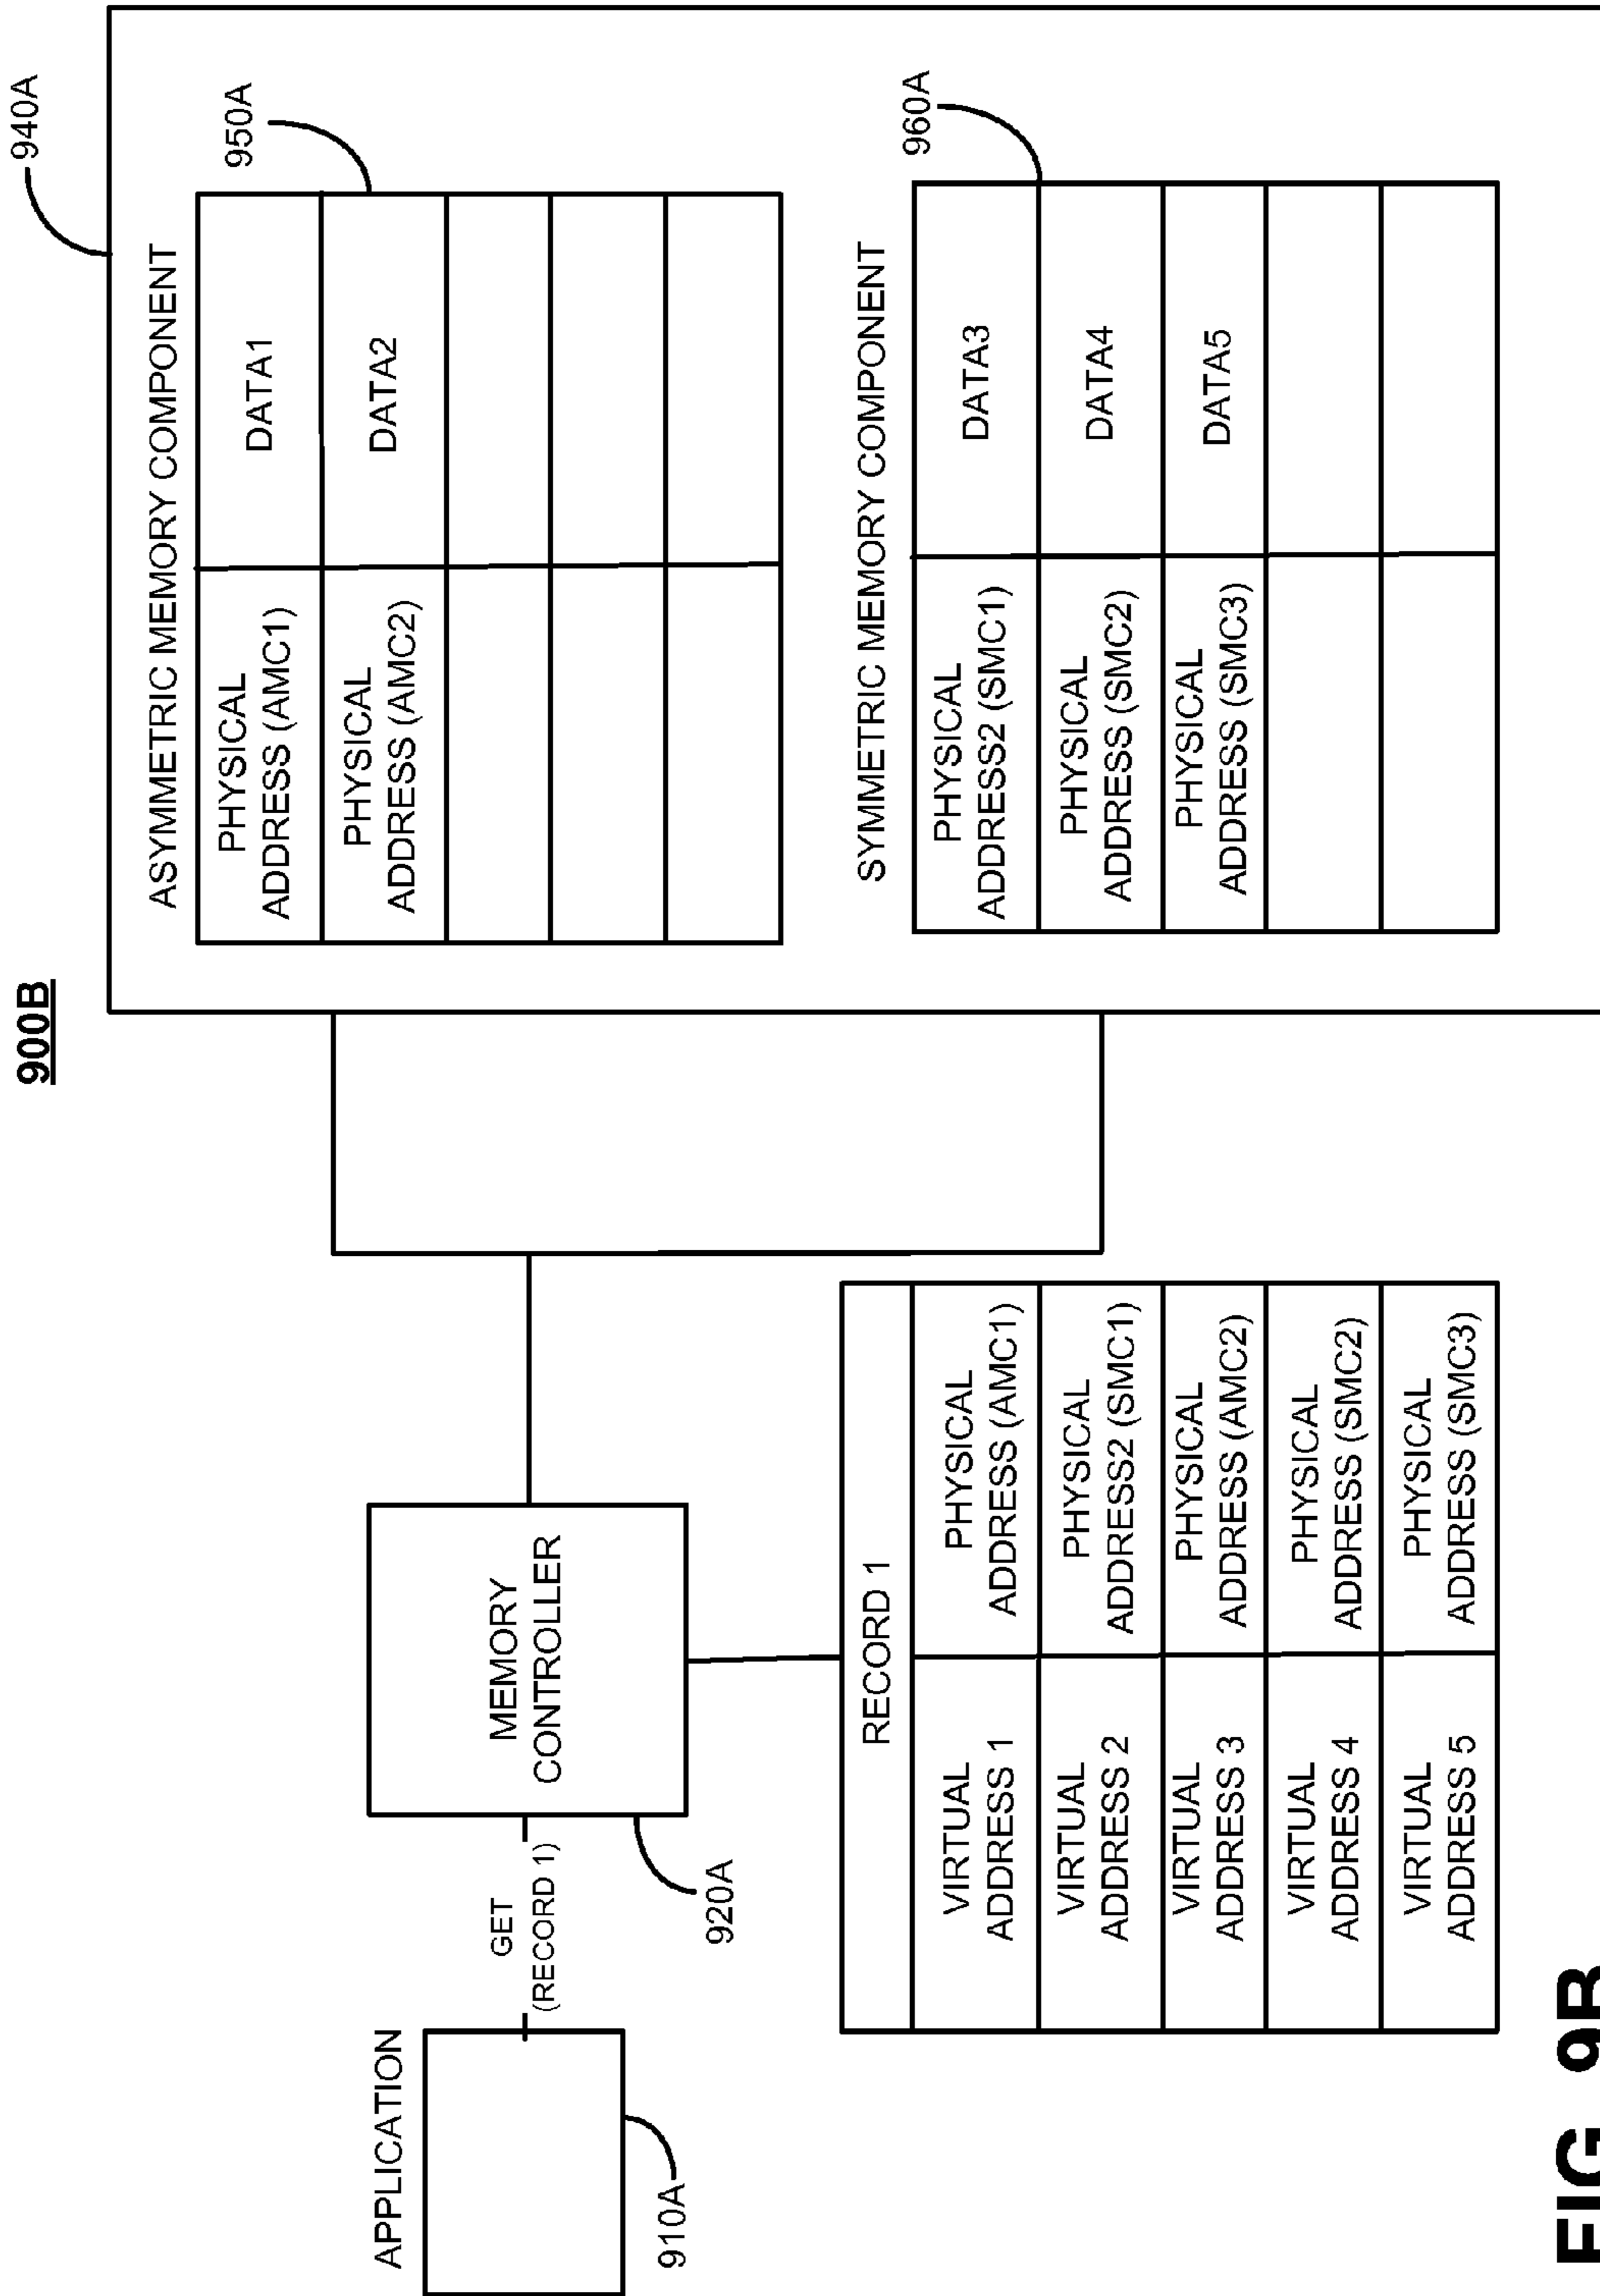 900B
940A
APPLICATION
910A
GET
(RECORD 1)
MEMORY
CONTROLLER
920A
RECORD 1
VIRTUAL
ADDRESS 1
PHYSICAL
ADDRESS (AMC1)
VIRTUAL
ADDRESS 2
PHYSICAL
ADDRESS2 (SMC1)
VIRTUAL
ADDRESS 3
PHYSICAL
ADDRESS (AMC2)
VIRTUAL
ADDRESS 4
PHYSICAL
ADDRESS (SMC2)
VIRTUAL
ADDRESS 5
PHYSICAL
ADDRESS (SMC3)
ASYMMETRIC MEMORY COMPONENT
950A
PHYSICAL
ADDRESS (AMC1)
DATA1
PHYSICAL
ADDRESS (AMC2)
DATA2
SYMMETRIC MEMORY COMPONENT
960A
PHYSICAL
ADDRESS2 (SMC1)
DATA3
PHYSICAL
ADDRESS (SMC2)
DATA4
PHYSICAL
ADDRESS (SMC3)
DATA5
FIG. 9B